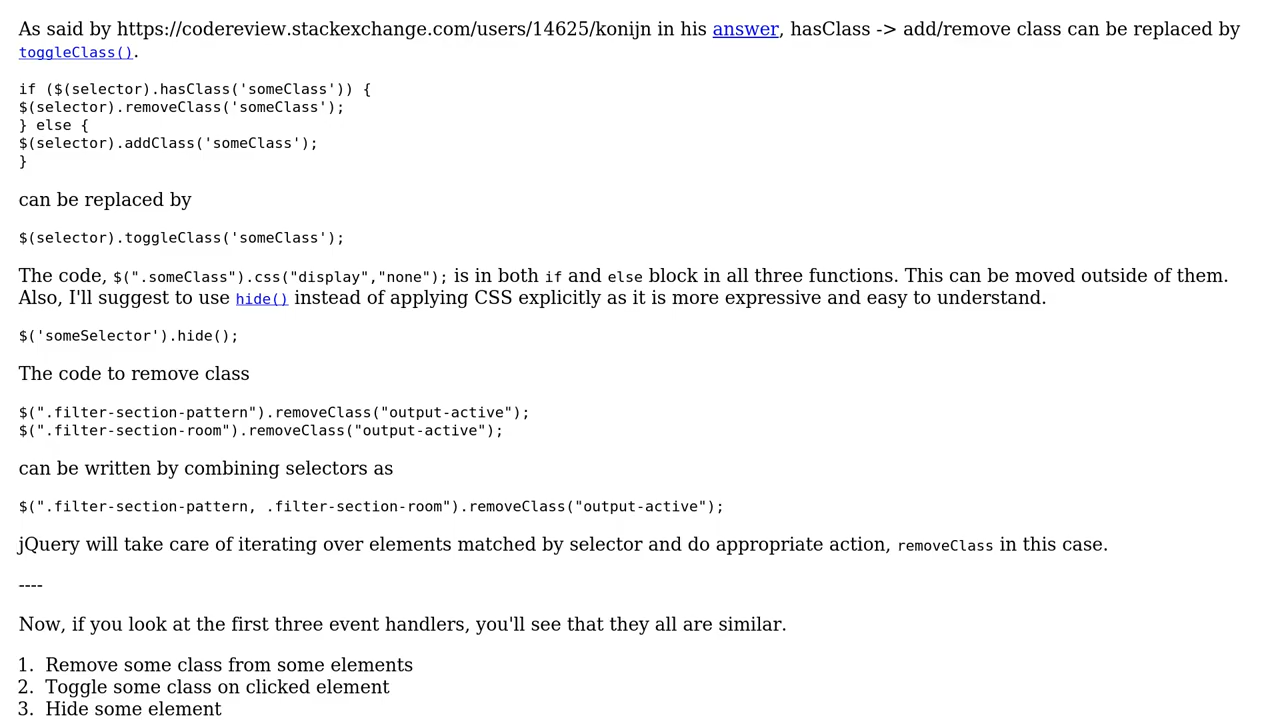 As said by https://codereview.stackexchange.com/users/14625/konijn in his answer, hasClass -> add/remove class can be replaced by
toggleClass().
if ($(selector).hasClass('someClass')) {
$(selector).removeClass('someClass');
} else {
$(selector).addClass('someClass');
}
can be replaced by
$(selector).toggleClass('someClass');
The code, $(".someClass").css("display","none"); is in both if and else block in all three functions. This can be moved outside of them.
Also, I'll suggest to use hide() instead of applying CSS explicitly as it is more expressive and easy to understand.
$('someSelector').hide();
The code to remove class
$(".filter-section-pattern").removeClass("output-active");
$(".filter-section-room").removeClass("output-active");
can be written by combining selectors as
$(".filter-section-pattern, .filter-section-room").removeClass("output-active");
jQuery will take care of iterating over elements matched by selector and do appropriate action, removeClass in this case.
----
Now, if you look at the first three event handlers, you'll see that they all are similar.
1. Remove some class from some elements
2. Toggle some class on clicked element
3. Hide some element